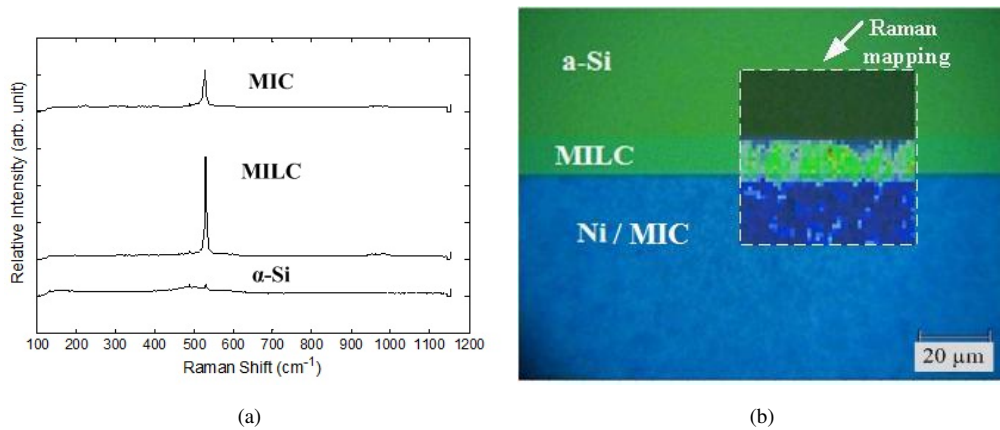 MIC
MILC
α-Si
Relative Intensity (arb. unit)
100 200 300 400 500 600 700 800 900 1000 1100 1200
Raman Shift (cm⁻¹)
(a)
Raman
mapping
a-Si
MILC
Ni / MIC
20 µm
(b)